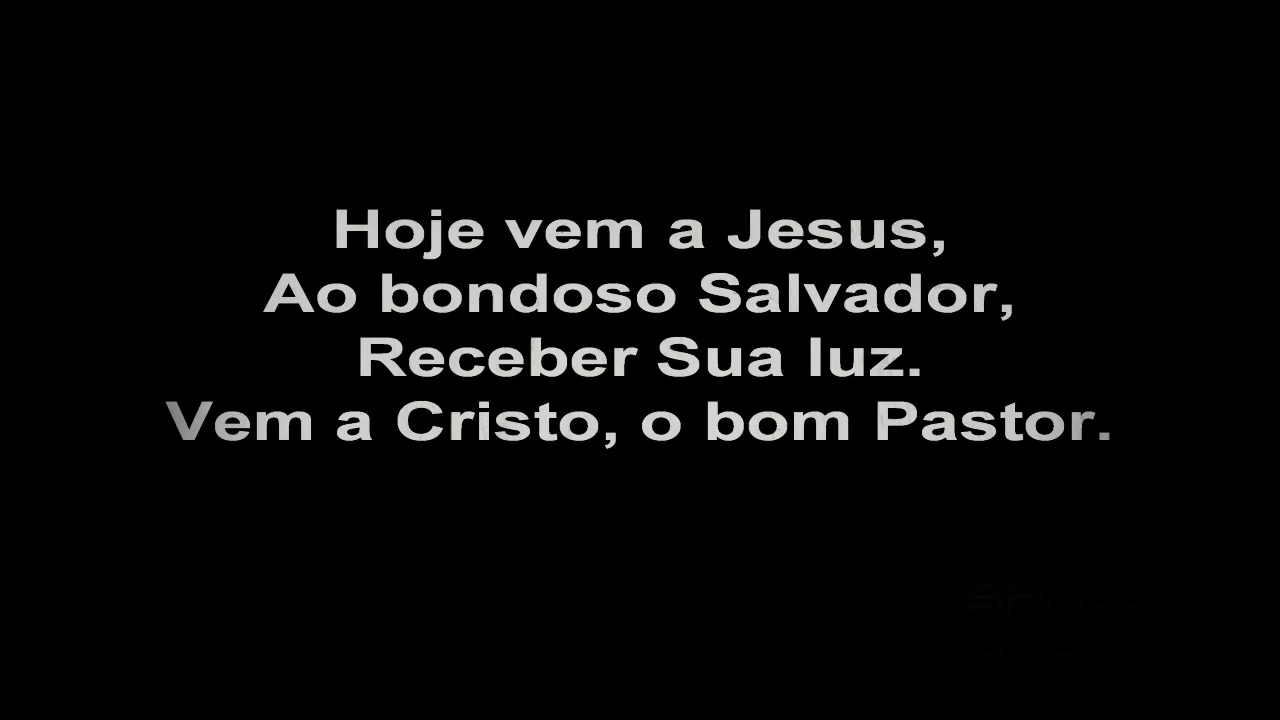 Hoje vem a Jesus,
Ao bondoso Salvador,
Receber Sua luz.
Vem a Cristo, o bom Pastor.